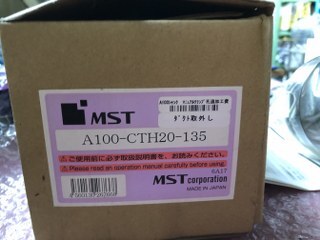 MST
ダクト取外し
A100-CTH20-135
ご使用前に必ず取扱説明書を、お読みください。
Please read an operation manual carefully before using.
MST corporation
MADE IN JAPAN